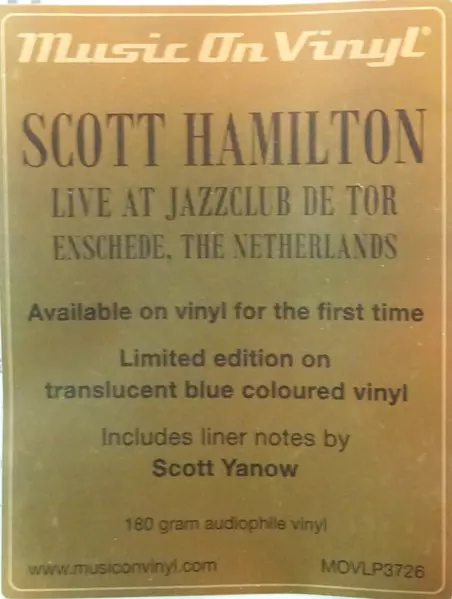 Music On Vinyl®
SCOTT HAMILTON
LiVE AT JAZZCLUB DE TOR
ENSCHEDE, THE NETHERLANDS
Available on vinyl for the first time
Limited edition on
translucent blue coloured vinyl
Includes liner notes by
Scott Yanow
180 gram audiophile vinyl
www.musiconvinyl.com MOVLP3726